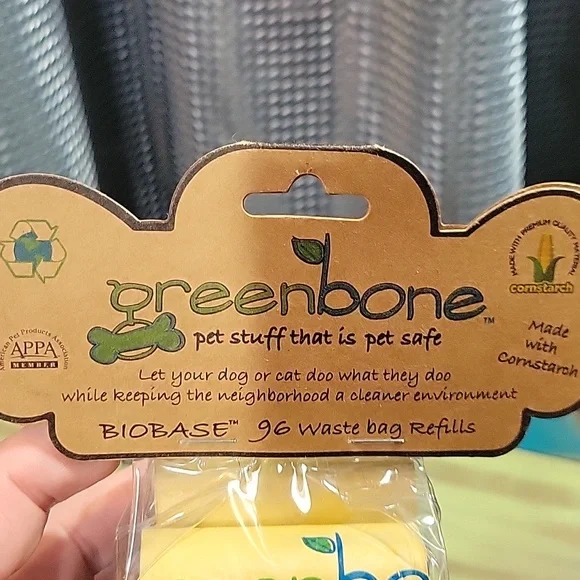 greenbone™
pet stuff that is pet safe
Let your dog or cat doo what they doo
while keeping the neighborhood a cleaner environment
BIOBASE™ 96 Waste bag Refills
American Pet Products Association
APPA
MEMBER
MADE WITH PREMIUM QUALITY MATERIAL
cornstarch
Made
with
Cornstarch
greenbone